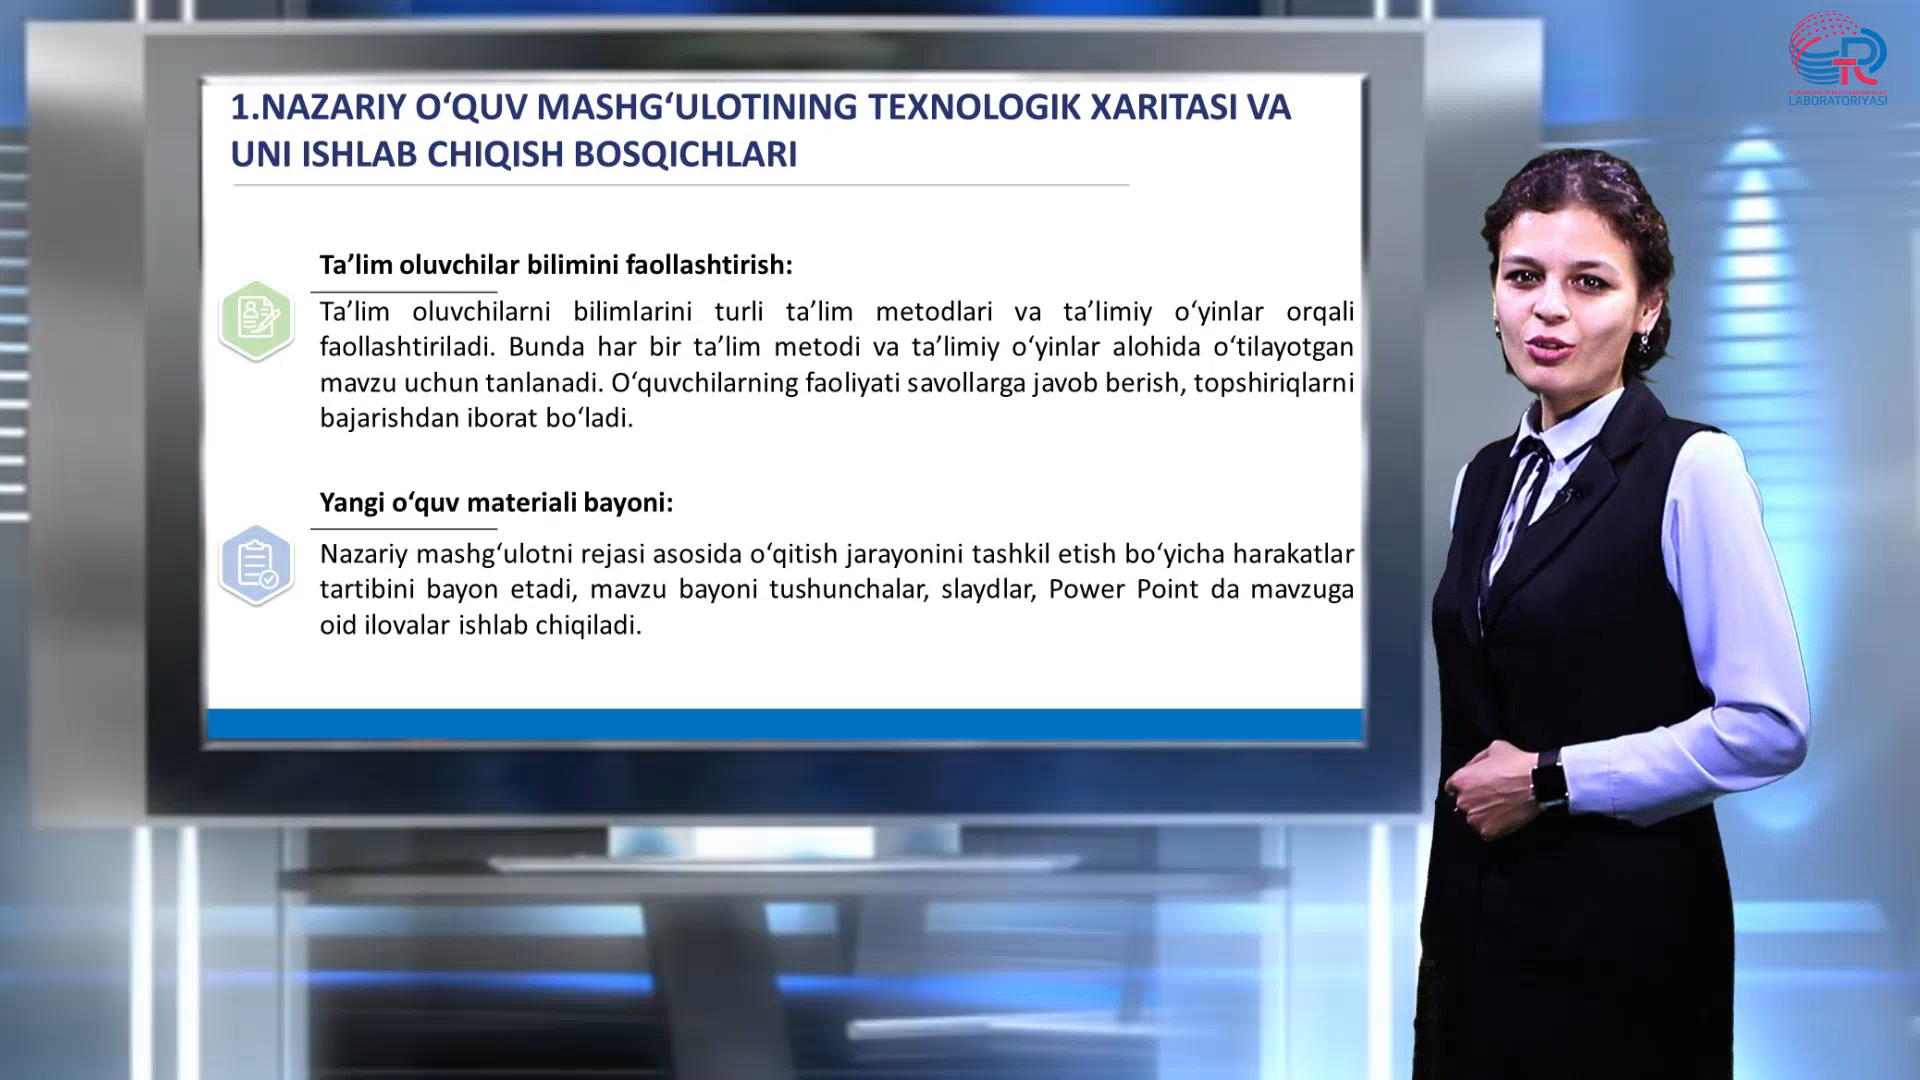 1.NAZARIY O‘QUV MASHG‘ULOTINING TEXNOLOGIK XARITASI VA
UNI ISHLAB CHIQISH BOSQICHLARI
Ta’lim oluvchilar bilimini faollashtirish:
Ta’lim oluvchilarni bilimlarini turli ta’lim metodlari va ta’limiy o‘yinlar orqali
faollashtiriladi. Bunda har bir ta’lim metodi va ta’limiy o‘yinlar alohida o‘tilayotgan
mavzu uchun tanlanadi. O‘quvchilarning faoliyati savollarga javob berish, topshiriqlarni
bajarishdan iborat bo‘ladi.
Yangi o‘quv materiali bayoni:
Nazariy mashg‘ulotni rejasi asosida o‘qitish jarayonini tashkil etish bo‘yicha harakatlar
tartibini bayon etadi, mavzu bayoni tushunchalar, slaydlar, Power Point da mavzuga
oid ilovalar ishlab chiqiladi.
LABORATORIYASI